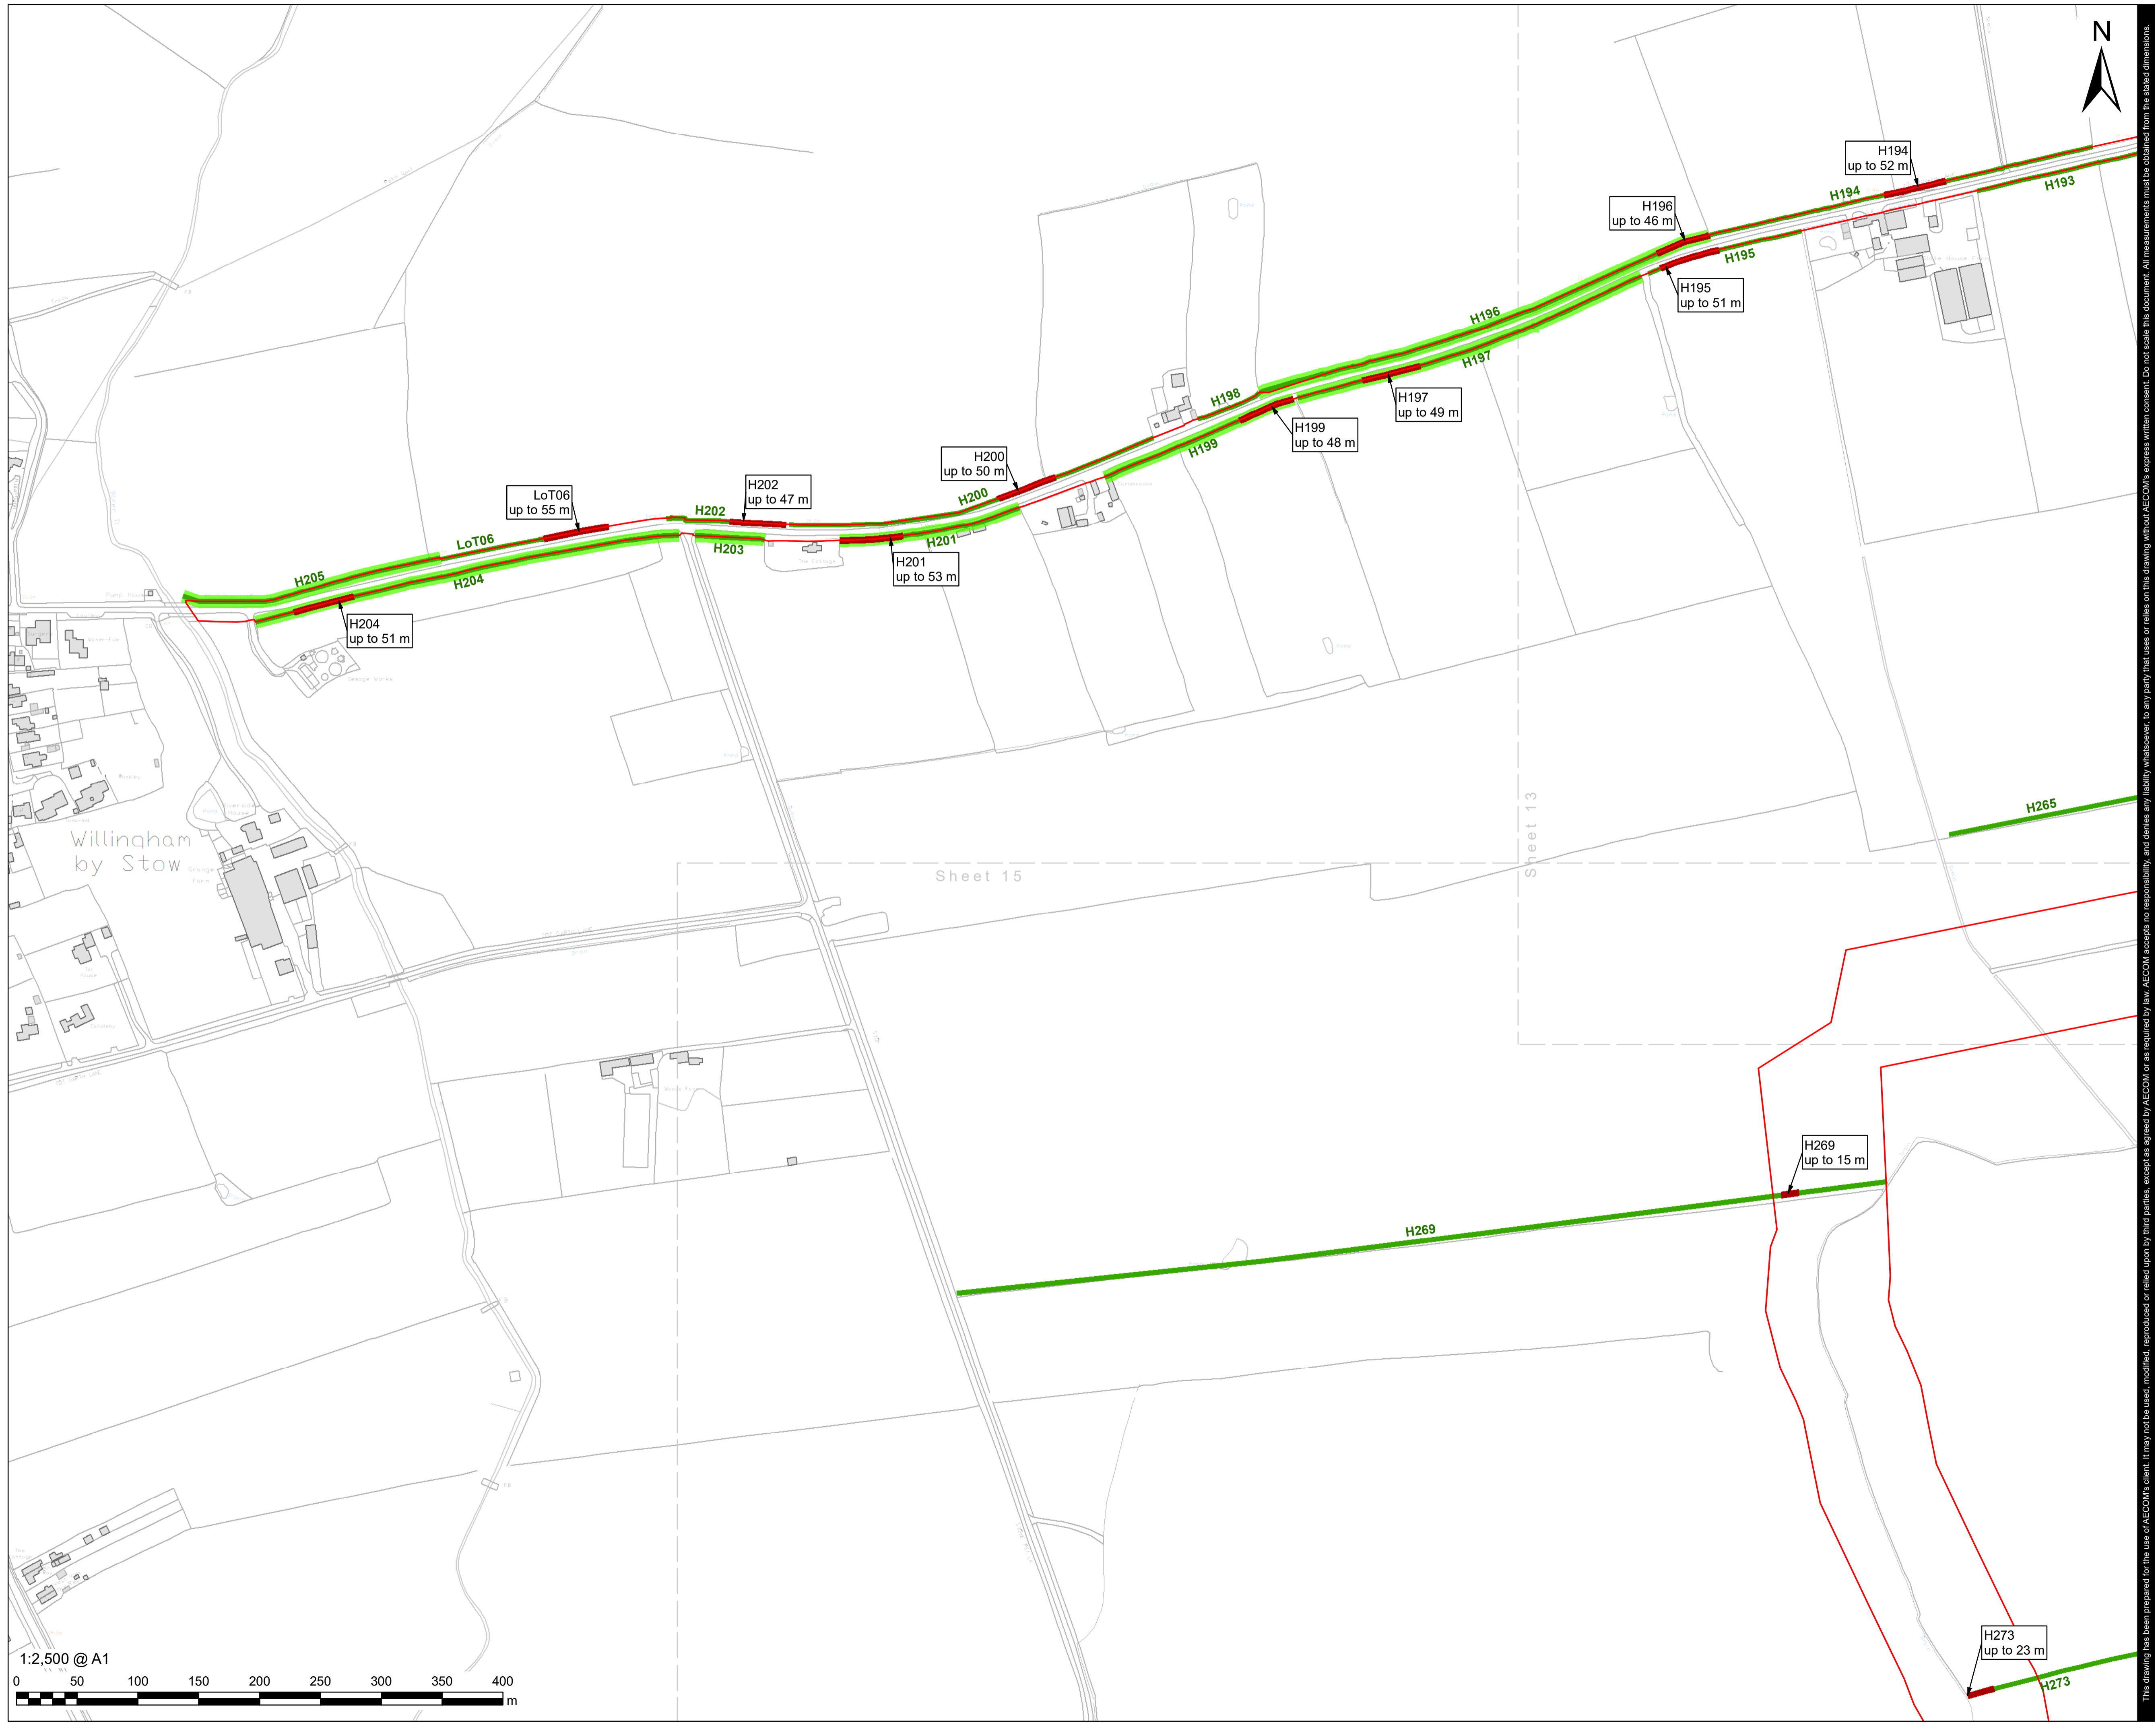 N
H194
up to 52 m
H194
H193
H196
up to 46 m
H195
H195
up to 51 m
H196
H197
H197
up to 49 m
H198
H199
up to 48 m
H199
H200
up to 50 m
H200
H202
up to 47 m
H202
LoT06
up to 55 m
LoT06
H203
H201
H201
up to 53 m
H205
H204
H204
up to 51 m
Pump House
Sewage Works
The Cottage
Pond
Willingham
by Stow
Sheet 15
Sheet 13
H265
H269
up to 15 m
H269
H273
up to 23 m
H273
1:2,500 @ A1
0 50 100 150 200 250 300 350 400
m
This drawing has been prepared for the use of AECOM's client. It may not be used, modified, reproduced or relied upon by third parties, except as agreed by AECOM or as required by law. AECOM accepts no responsibility, and denies any liability whatsoever, to any party that uses or relies on this drawing without AECOM's express written consent. Do not scale this document. All measurements must be obtained from the stated dimensions.